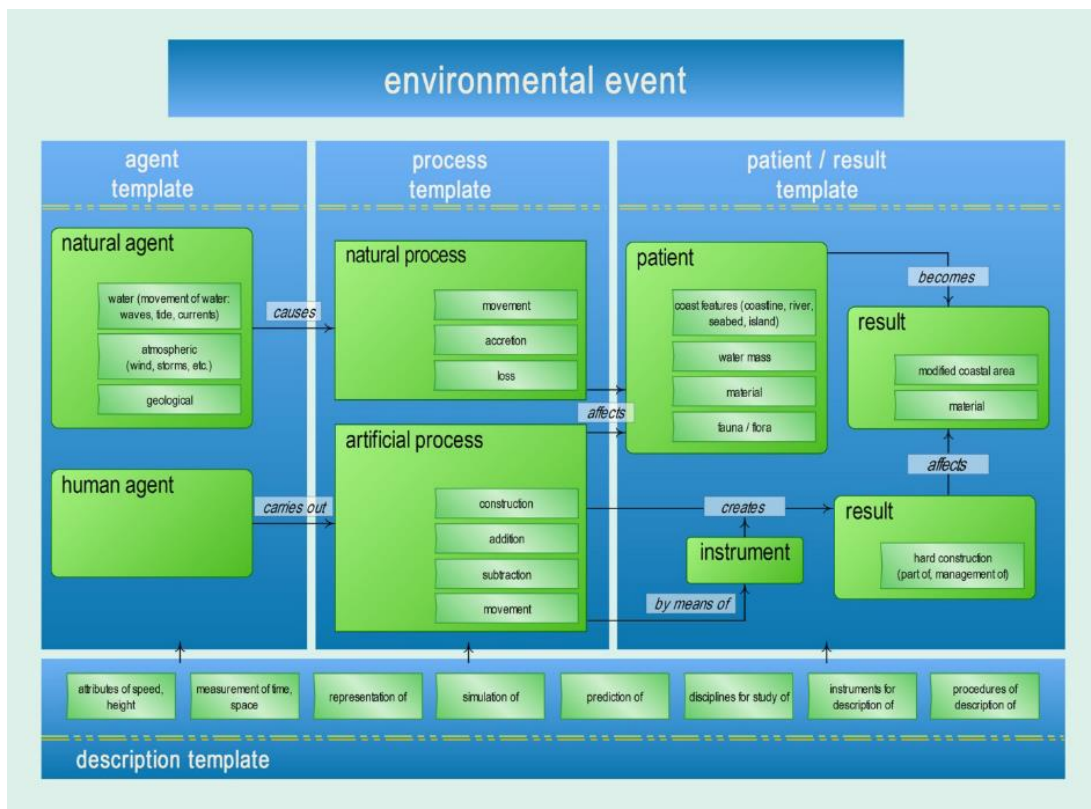 environmental event
agent
template
process
template
patient / result
template
natural agent
water (movement of water:
waves, tide, currents)
atmospheric
(wind, storms, etc.)
geological
human agent
causes
carries out
natural process
movement
accretion
loss
artificial process
construction
addition
subtraction
movement
affects
patient
coast features (coastline, river,
seabed, island)
water mass
material
fauna / flora
becomes
result
modified coastal area
material
affects
creates
instrument
by means of
result
hard construction
(part of, management of)
attributes of speed,
height
measurement of time,
space
representation of
simulation of
prediction of
disciplines for study of
instruments for
description of
procedures of
description of
description template